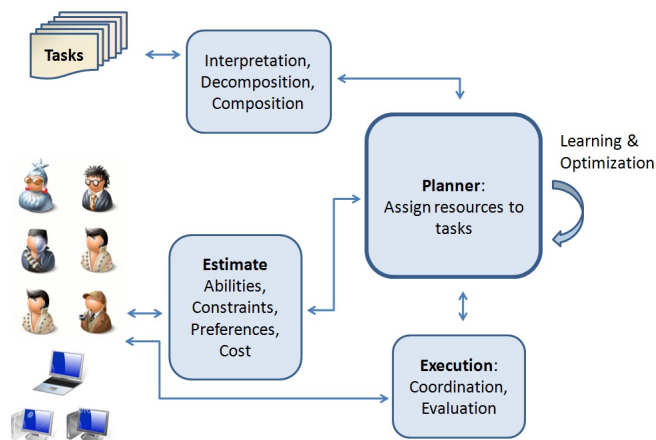 Tasks
Interpretation,
Decomposition,
Composition
Learning &
Optimization
Planner:
Assign resources to
tasks
Estimate
Abilities,
Constraints,
Preferences,
Cost
Execution:
Coordination,
Evaluation